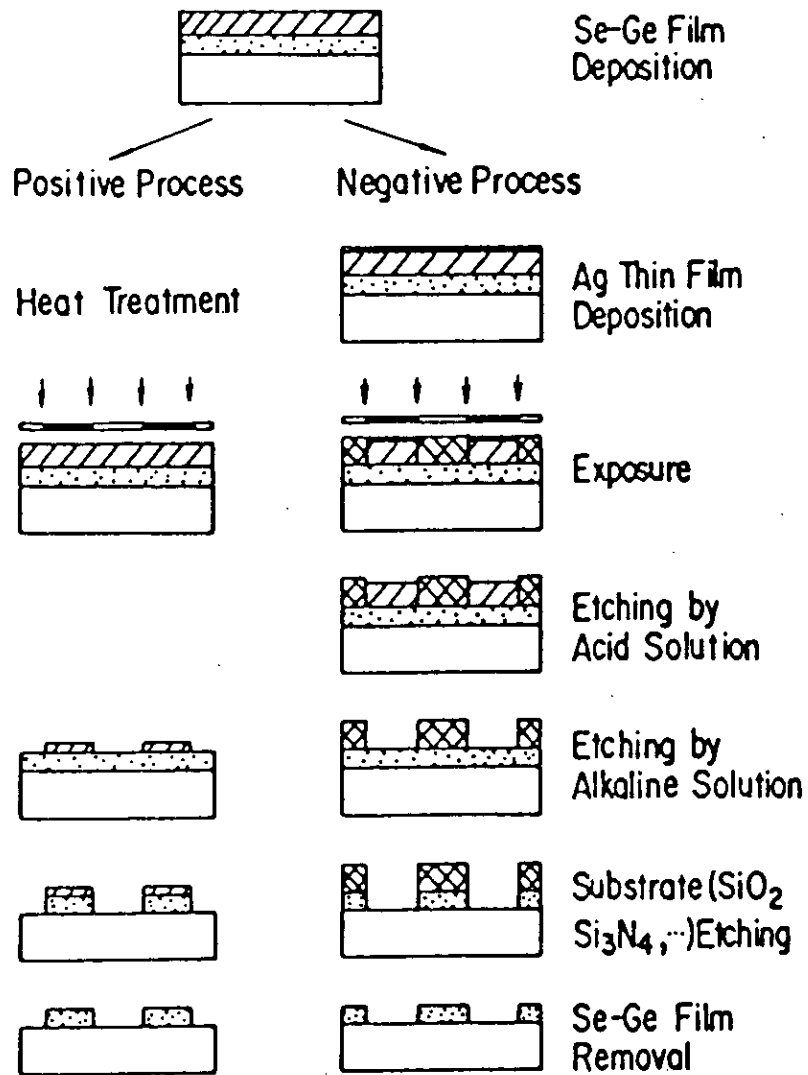 Se-Ge Film
Deposition
Positive Process
Negative Process
Heat Treatment
Ag Thin Film
Deposition
Exposure
Etching by
Acid Solution
Etching by
Alkaline Solution
Substrate (SiO₂
Si₃N₄,···) Etching
Se-Ge Film
Removal